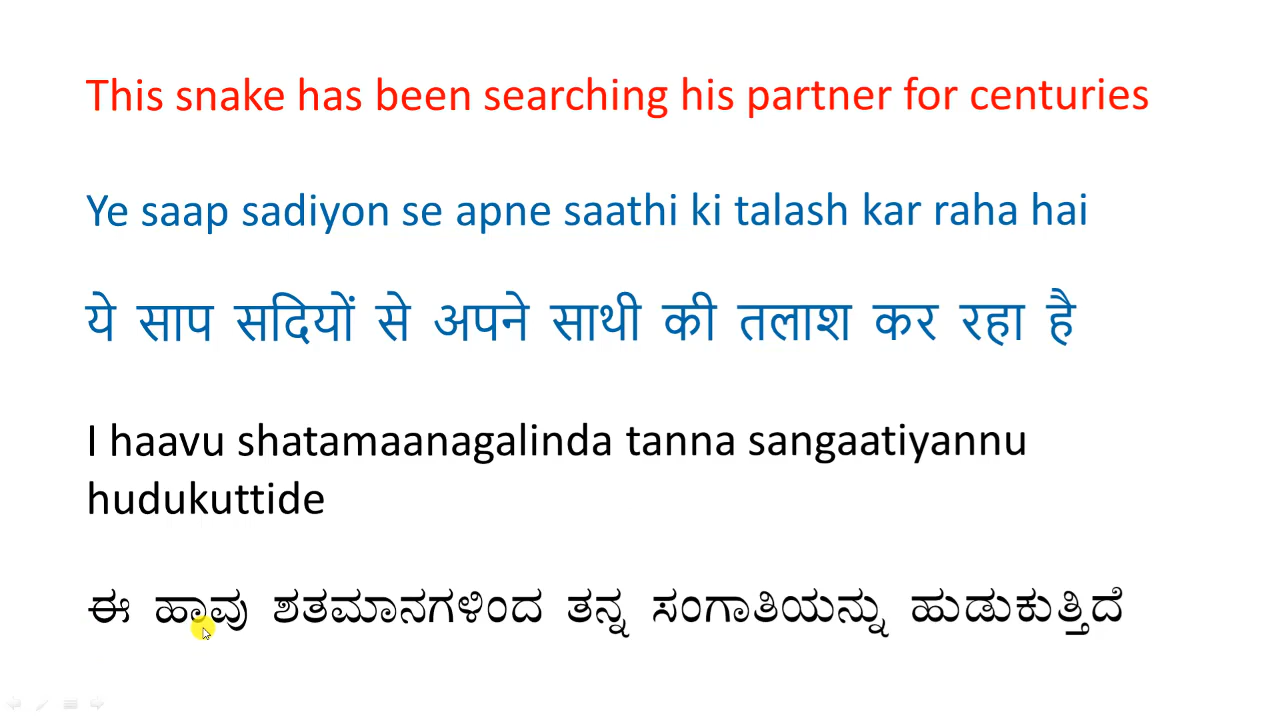 This snake has been searching his partner for centuries
Ye saap sadiyon se apne saathi ki talash kar raha hai
ये साप सदियों से अपने साथी की तलाश कर रहा है
I haavu shatamaanagalinda tanna sangaatiyannu
hudukuttide
ಈ ಹಾವು ಶತಮಾನಗಳಿಂದ ತನ್ನ ಸಂಗಾತಿಯನ್ನು ಹುಡುಕುತ್ತಿದೆ